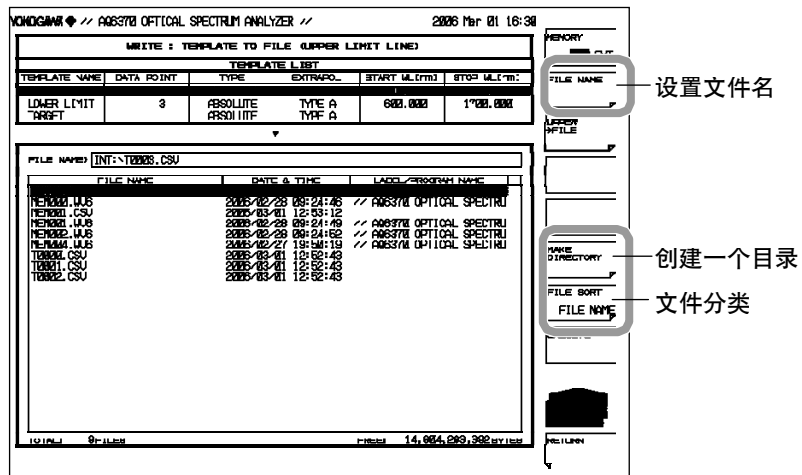 YOKOGAWA // AQ6370 OPTICAL SPECTRUM ANALYZER // 2006 Mar 01 16:38
WRITE : TEMPLATE TO FILE (UPPER LIMIT LINE)
TEMPLATE LIST
TEMPLATE NAME DATA POINT TYPE EXTRAPO. START WL[nm] STOP WL[nm]
LOWER LIMIT 3 ABSOLUTE TYPE A 600.000 1700.000
TARGET ABSOLUTE TYPE A
FILE NAME> INT:\T0003.CSV
FILE NAME DATE & TIME LABEL/PROGRAM NAME
MEM000.WV6 2006/02/28 09:24:46 // AQ6370 OPTICAL SPECTRU
MEM001.CSV 2006/03/01 12:53:12
MEM001.WV6 2006/02/28 09:24:49 // AQ6370 OPTICAL SPECTRU
MEM002.WV6 2006/02/28 09:24:52 // AQ6370 OPTICAL SPECTRU
MEM004.WV6 2006/02/27 19:50:19 // AQ6370 OPTICAL SPECTRU
T0000.CSV 2006/03/01 12:52:43
T0001.CSV 2006/03/01 12:52:43
T0002.CSV 2006/03/01 12:52:43
TOTAL 9FILES FREE 14,004,203,392BYTES
MEMORY
FILE NAME
UPPER
→FILE
MAKE
DIRECTORY
FILE SORT
FILE NAME
RETURN
设置文件名
创建一个目录
文件分类